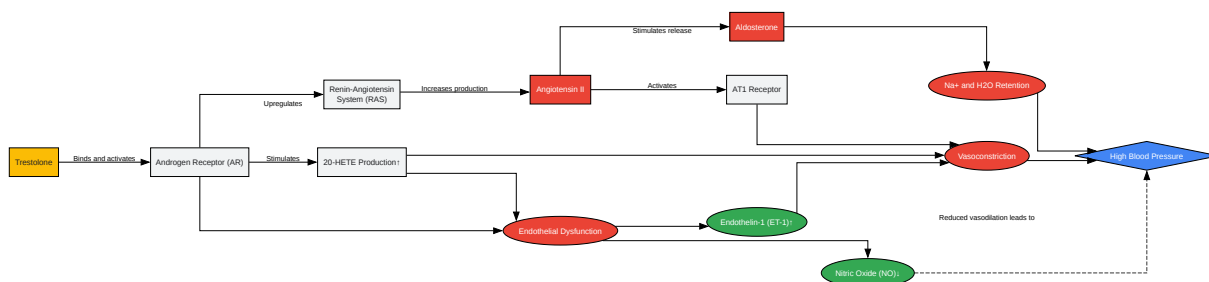 Aldosterone
Stimulates release
Renin-Angiotensin
System (RAS)
Increases production
Angiotensin II
Activates
AT1 Receptor
Na+ and H2O Retention
Upregulates
Trestolone
Binds and activates
Androgen Receptor (AR)
Stimulates
20-HETE Production↑
Vasoconstriction
High Blood Pressure
Endothelial Dysfunction
Endothelin-1 (ET-1)↑
Reduced vasodilation leads to
Nitric Oxide (NO)↓